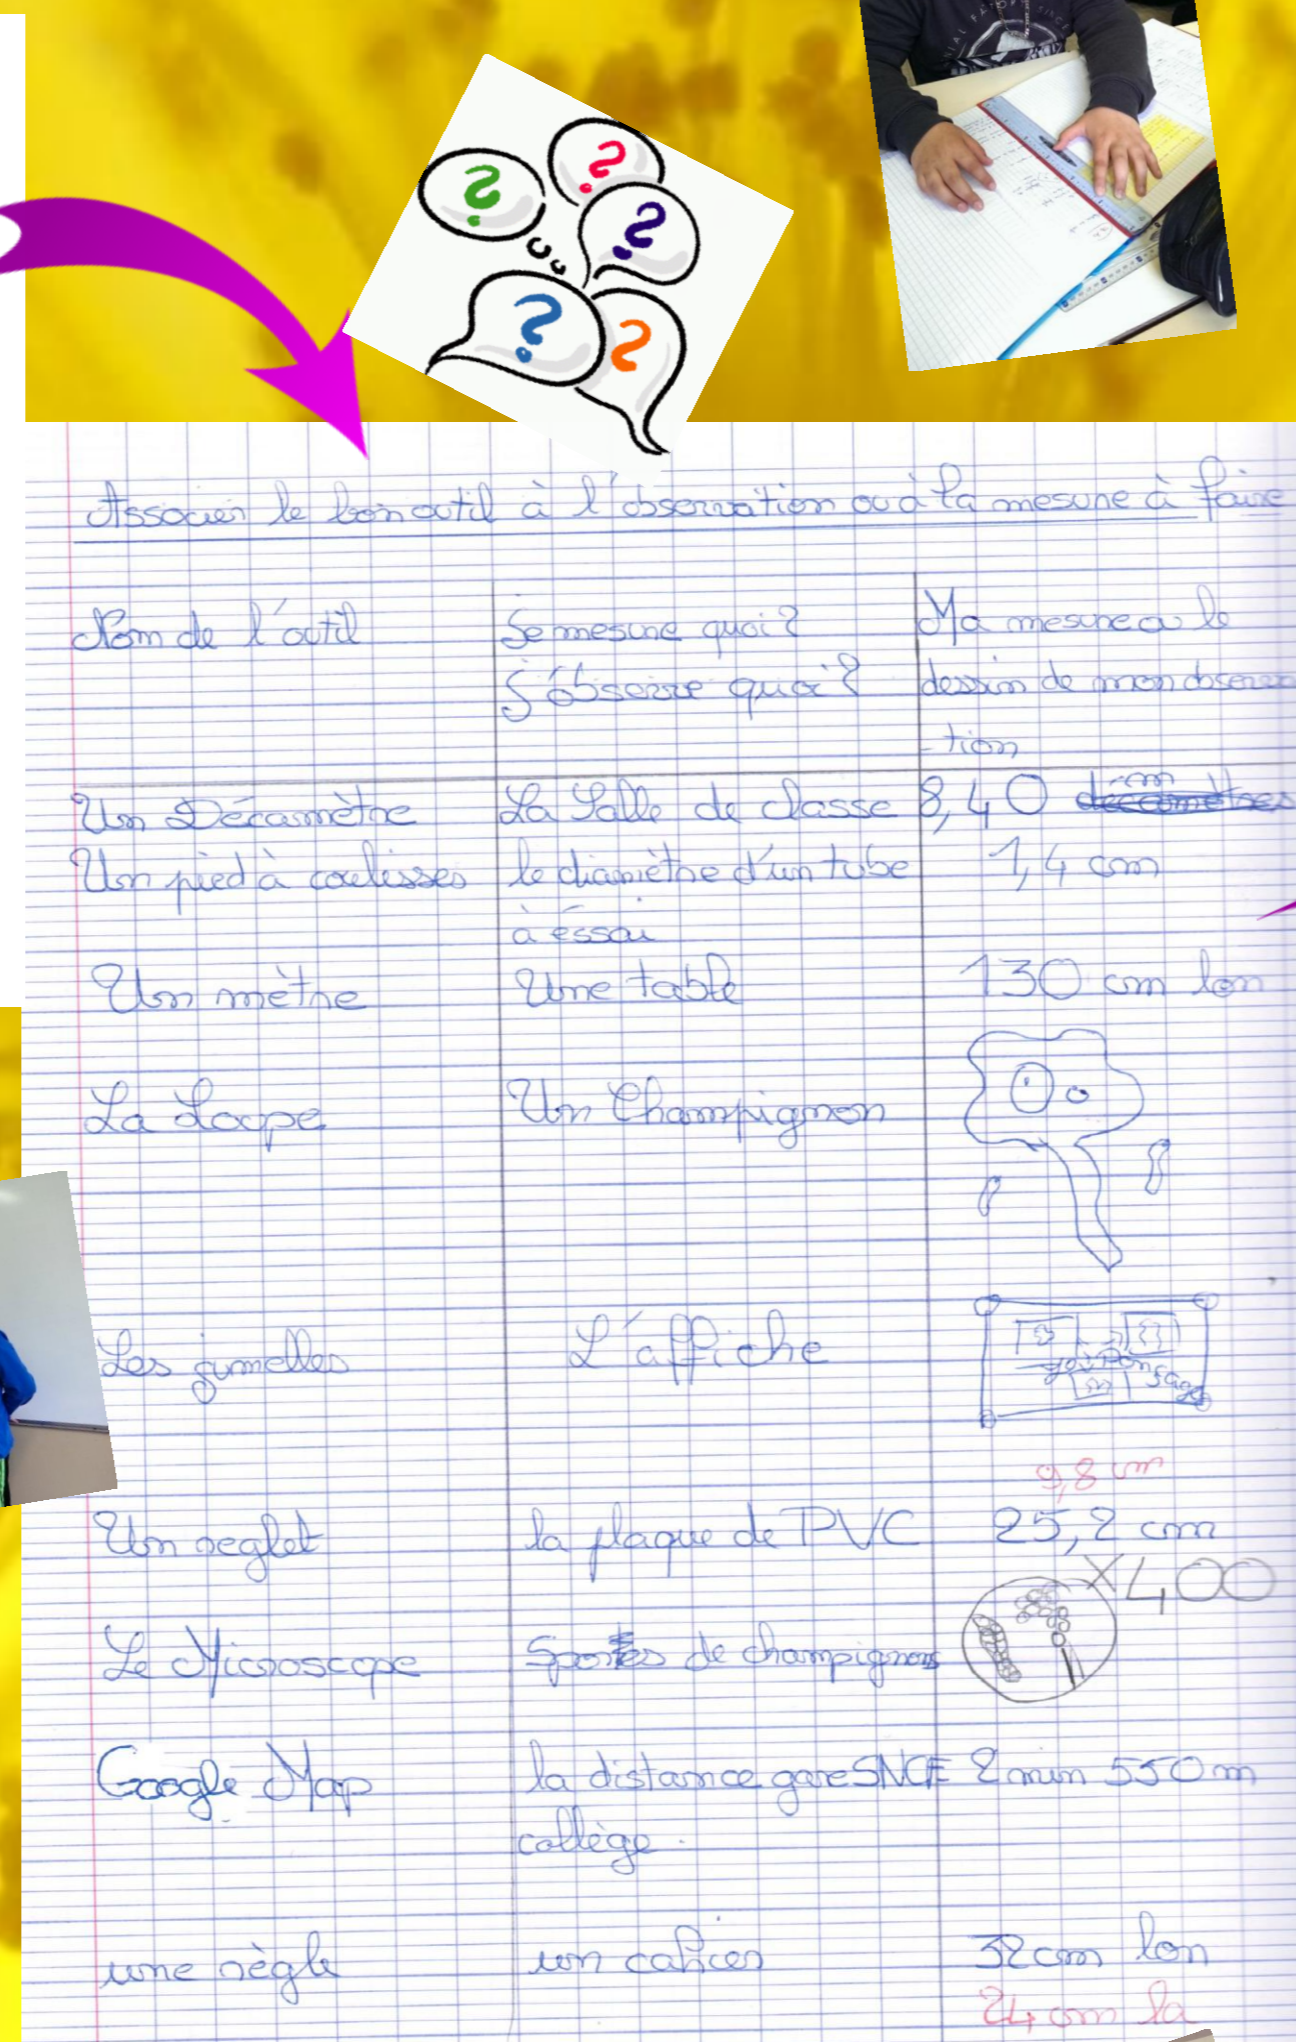 Associer le bon outil à l'observation ou à la mesure à faire
Nom de l'outil
Je mesure quoi ?
J'observe quoi ?
Ma mesure ou le
dessin de mon observa
-tion
Un Décamètre
La Salle de classe
8,40 m
Un pied à coulisses
le diamètre d'un tube
à éssai
1,4 cm
Un mètre
Une table
130 cm lon
La Loupe
Un Champignon
Les jumelles
L'affiche
Un reglet
la plaque de PVC
9,8 cm
25,2 cm
Le Microscope
Spores de champignons
X400
Google Map
la distance gare SNCF
collège.
2 min 550 m
une règle
un cahier
32 cm lon
24 cm la